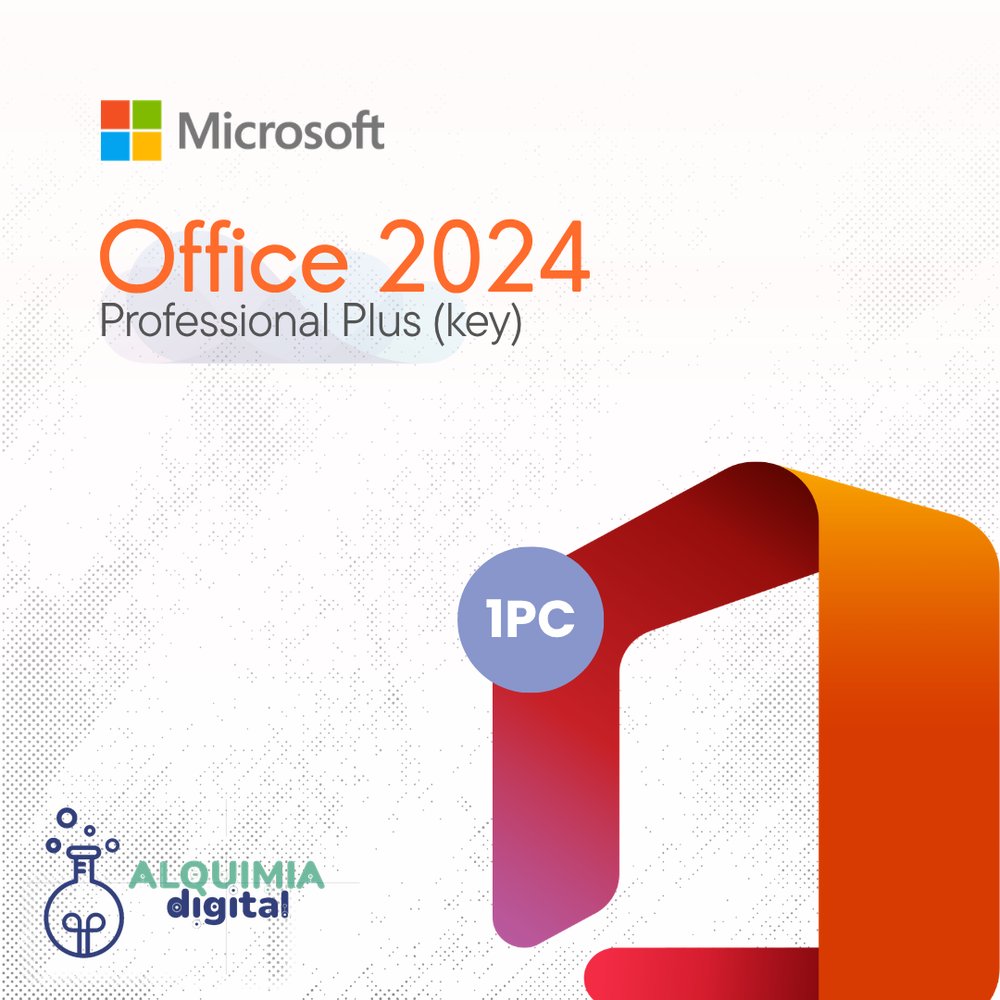 Microsoft
Office 2024
Professional Plus (key)
1PC
ALQUIMIA
digital